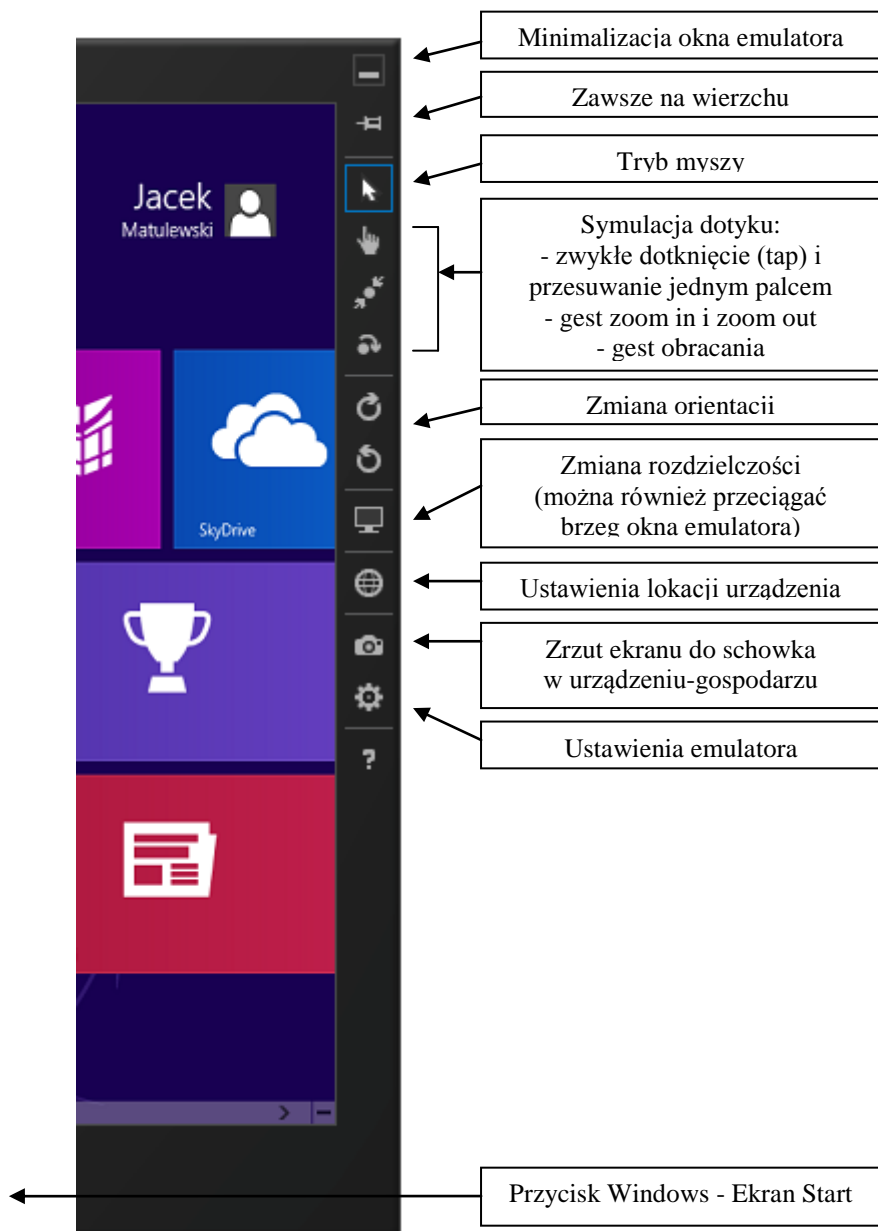 Minimalizacja okna emulatora
Zawsze na wierzchu
Tryb myszy
Jacek
Matulewski
Symulacja dotyku:
- zwykłe dotknięcie (tap) i
przesuwanie jednym palcem
- gest zoom in i zoom out
- gest obracania
Zmiana orientacji
Zmiana rozdzielczości
(można również przeciągać
brzeg okna emulatora)
SkyDrive
Ustawienia lokacji urządzenia
Zrzut ekranu do schowka
w urządzeniu-gospodarzu
Ustawienia emulatora
?
Przycisk Windows - Ekran Start